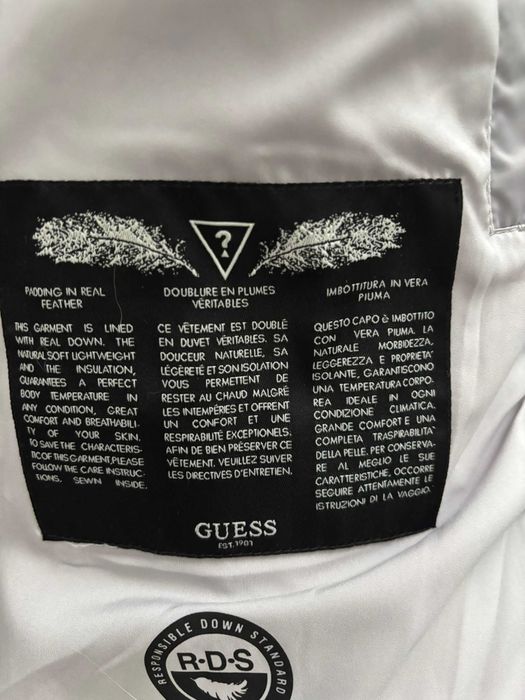 ?
PADDING IN REAL
FEATHER
THIS GARMENT IS LINED
WITH REAL DOWN. THE
NATURAL SOFT LIGHTWEIGHT
AND THE INSULATION,
GUARANTEES A PERFECT
BODY TEMPERATURE IN
ANY CONDITION, GREAT
COMFORT AND BREATHABILI-
TY OF YOUR SKIN.
TO SAVE THE CHARACTERIS-
TIC OF THIS GARMENT, PLEASE
FOLLOW THE CARE INSTRUC-
TIONS, SEWN INSIDE.
DOUBLURE EN PLUMES
VÈRITABLES
CE VÊTEMENT EST DOUBLÉ
EN DUVET VÉRITABLES. SA
DOUCEUR NATURELLE, SA
LÉGÈRETÉ ET SON ISOLATION
VOUS PERMETTENT DE
RESTER AU CHAUD MALGRÉ
LES INTEMPÉRIES ET OFFRENT
UN CONFORT ET UNE
RESPIRABILITÉ EXCEPTIONNELS.
AFIN DE BIEN PRÉSERVER CE
VÊTEMENT. VEUILLEZ SUIVER
LES DIRECTIVES D'ENTRETIEN.
IMBOTTITURA IN VERA
PIUMA
QUESTO CAPO è IMBOTTITO
CON VERA PIUMA. LA
NATURALE MORBIDEZZA,
LEGGEREZZA E PROPRIETA'
ISOLANTE, GARANTISCONO
UNA TEMPERATURA CORPO-
REA IDEALE IN OGNI
CONDIZIONE CLIMATICA.
GRANDE COMFORT E UNA
COMPLETA TRASPIRABILITA'
DELLA PELLE. PER CONSERVA-
RE AL MEGLIO LE SUE
CARATTERISTICHE, OCCORRE
SEGUIRE ATTENTAMENTE LE
ISTRUZIONI DI LAVAGGIO.
GUESS
EST.1981
RESPONSIBLE DOWN STANDARD
R·D·S